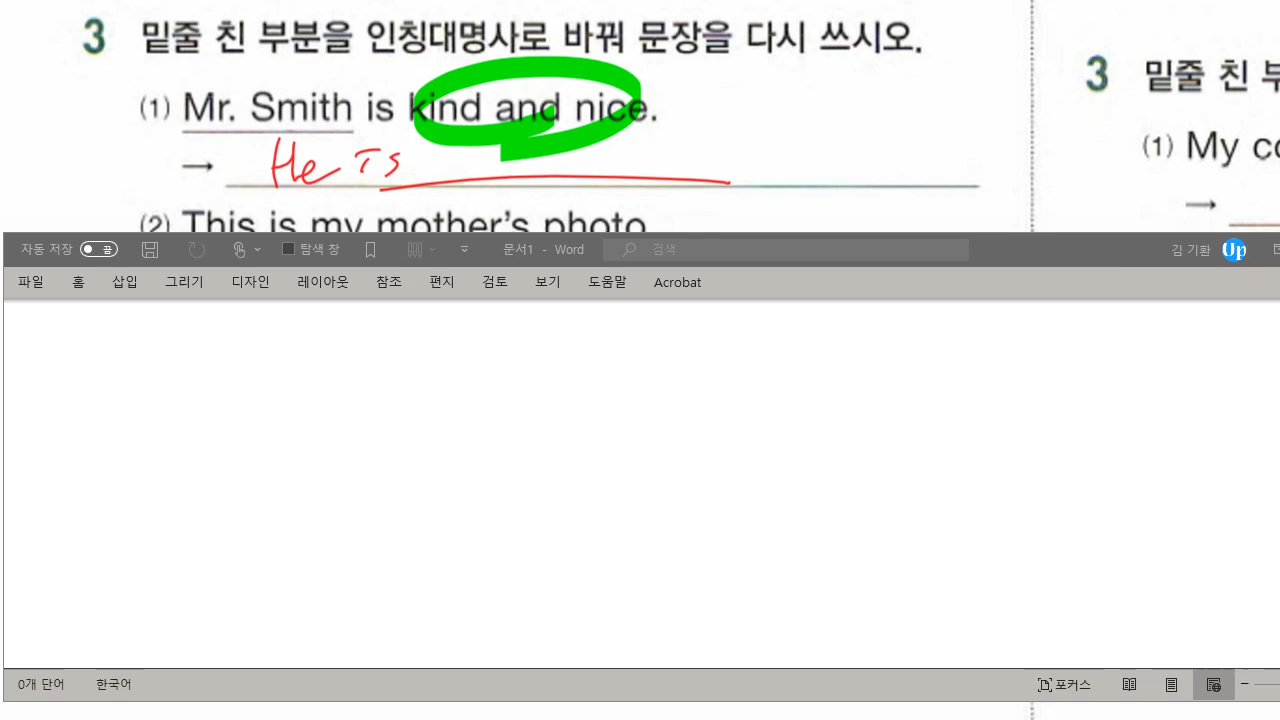 3 밑줄 친 부분을 인칭대명사로 바꿔 문장을 다시 쓰시오.
(1) Mr. Smith is kind and nice.
→ He is
(2) This is my mother's photo
3 밑줄 친 부
(1) My co
→
자동 저장 끔 탐색 창 문서1 - Word 검색 김 기환 Up
파일 홈 삽입 그리기 디자인 레이아웃 참조 편지 검토 보기 도움말 Acrobat
0개 단어 한국어 포커스